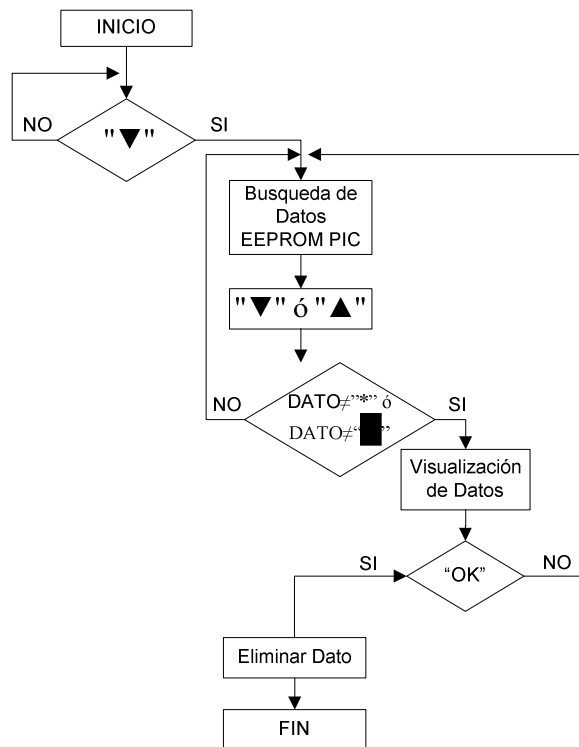 INICIO
NO
"▼"
SI
Busqueda de
Datos
EEPROM PIC
"▼" ó "▲"
NO
DATO≠"*" ó
SI
DATO≠“█”
Visualización
de Datos
SI
“OK”
NO
Eliminar Dato
FIN